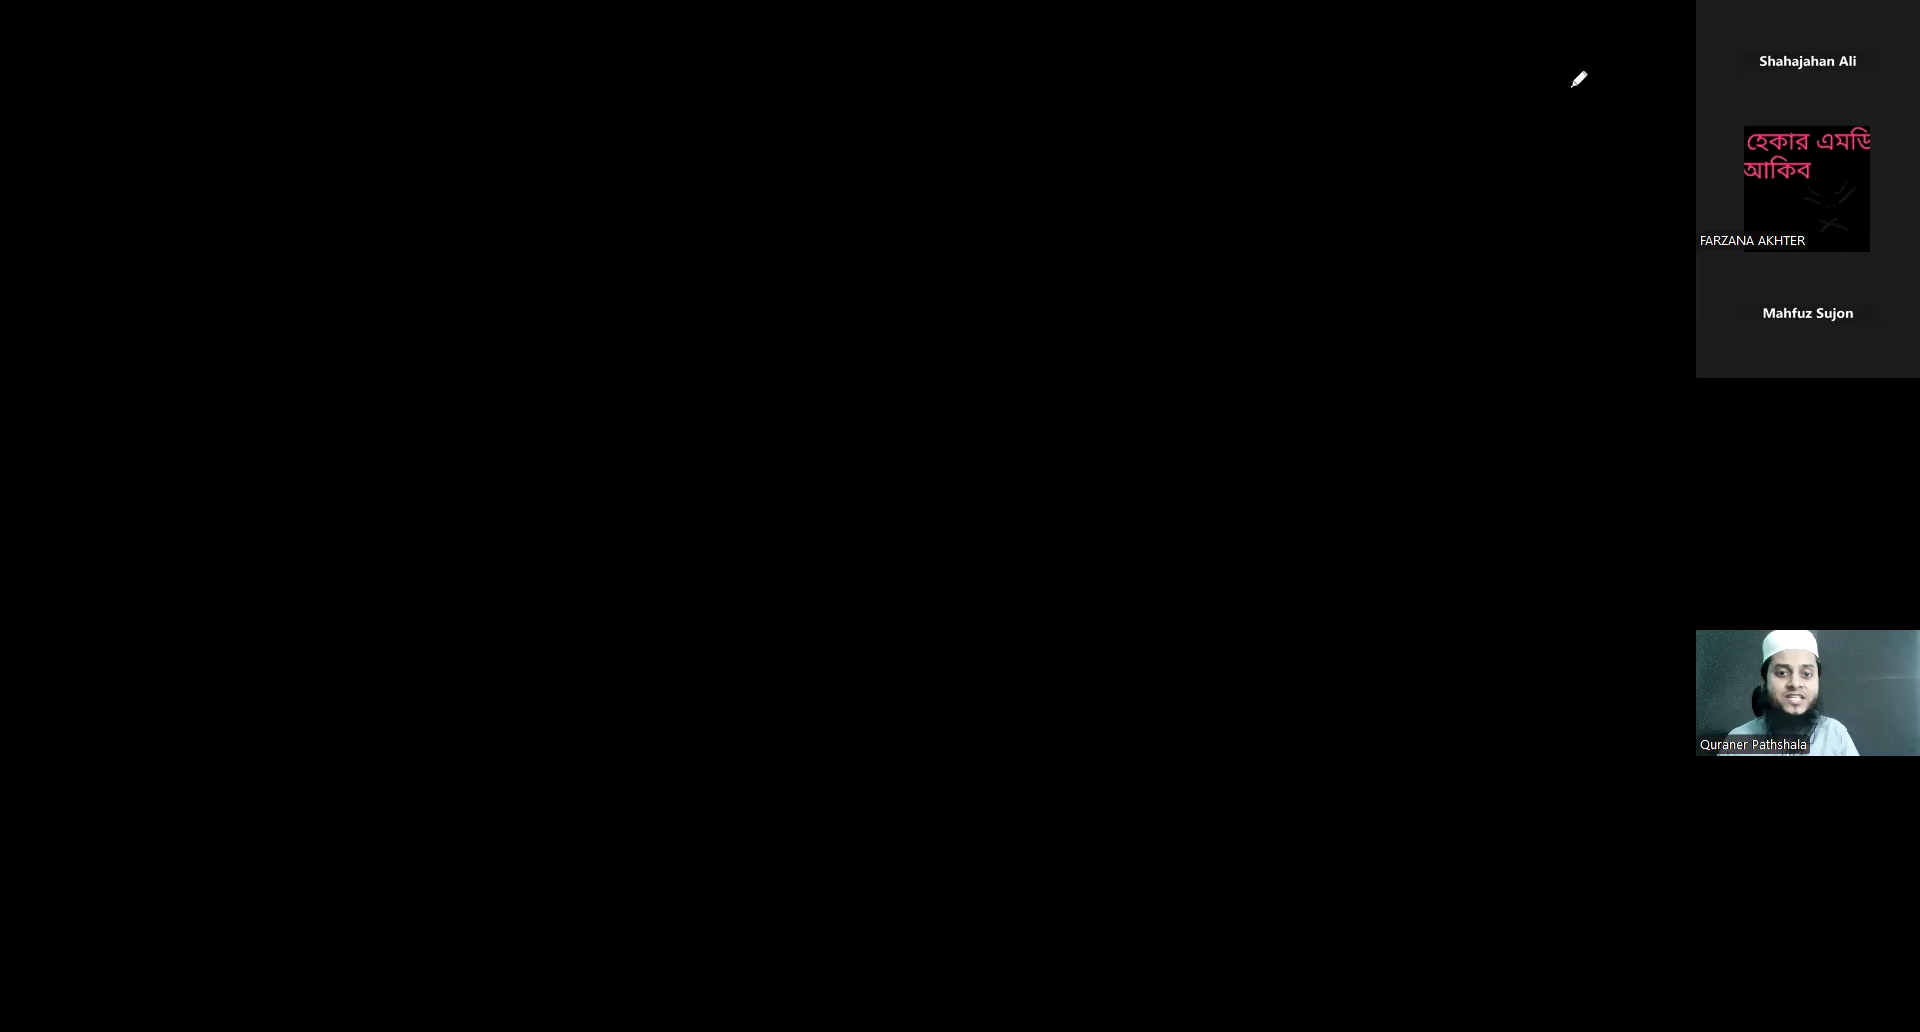 Shahajahan Ali
হেকার এমডি
আকিব
FARZANA AKHTER
Mahfuz Sujon
Quraner Pathshala